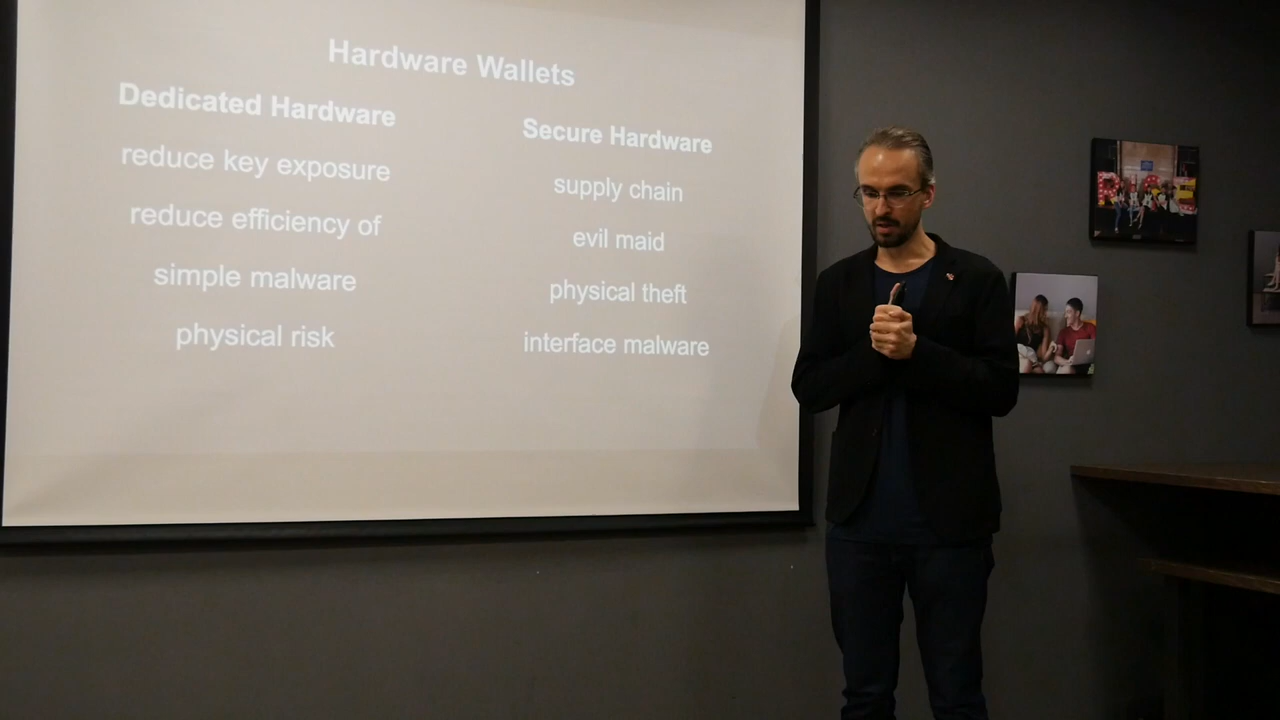 Hardware Wallets
Dedicated Hardware
reduce key exposure
reduce efficiency of
simple malware
physical risk
Secure Hardware
supply chain
evil maid
physical theft
interface malware